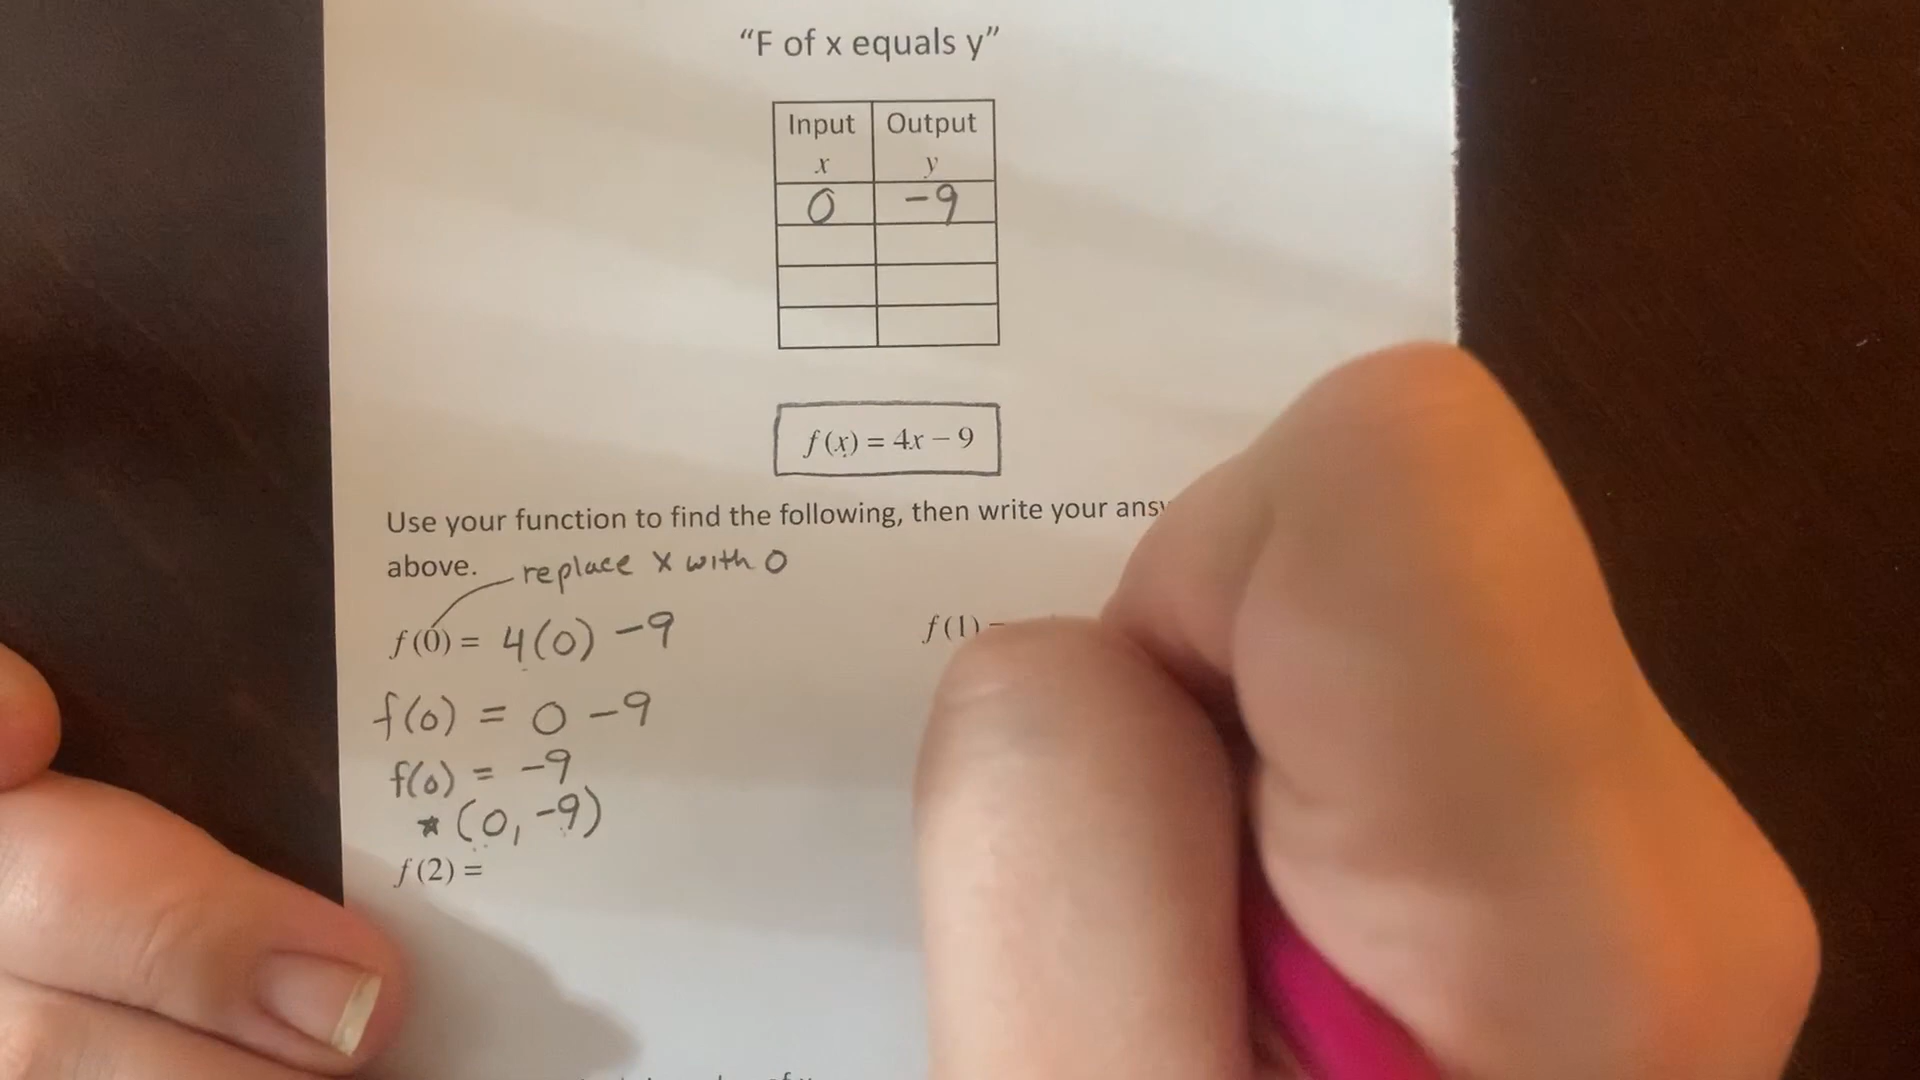 “F of x equals y”
Input Output
x y
0 -9
f(x) = 4x – 9
Use your function to find the following, then write your
above. replace x with 0
f(0) = 4(0) -9
f(1)
f(0) = 0 -9
f(0) = -9
* (0, -9)
f(2) =